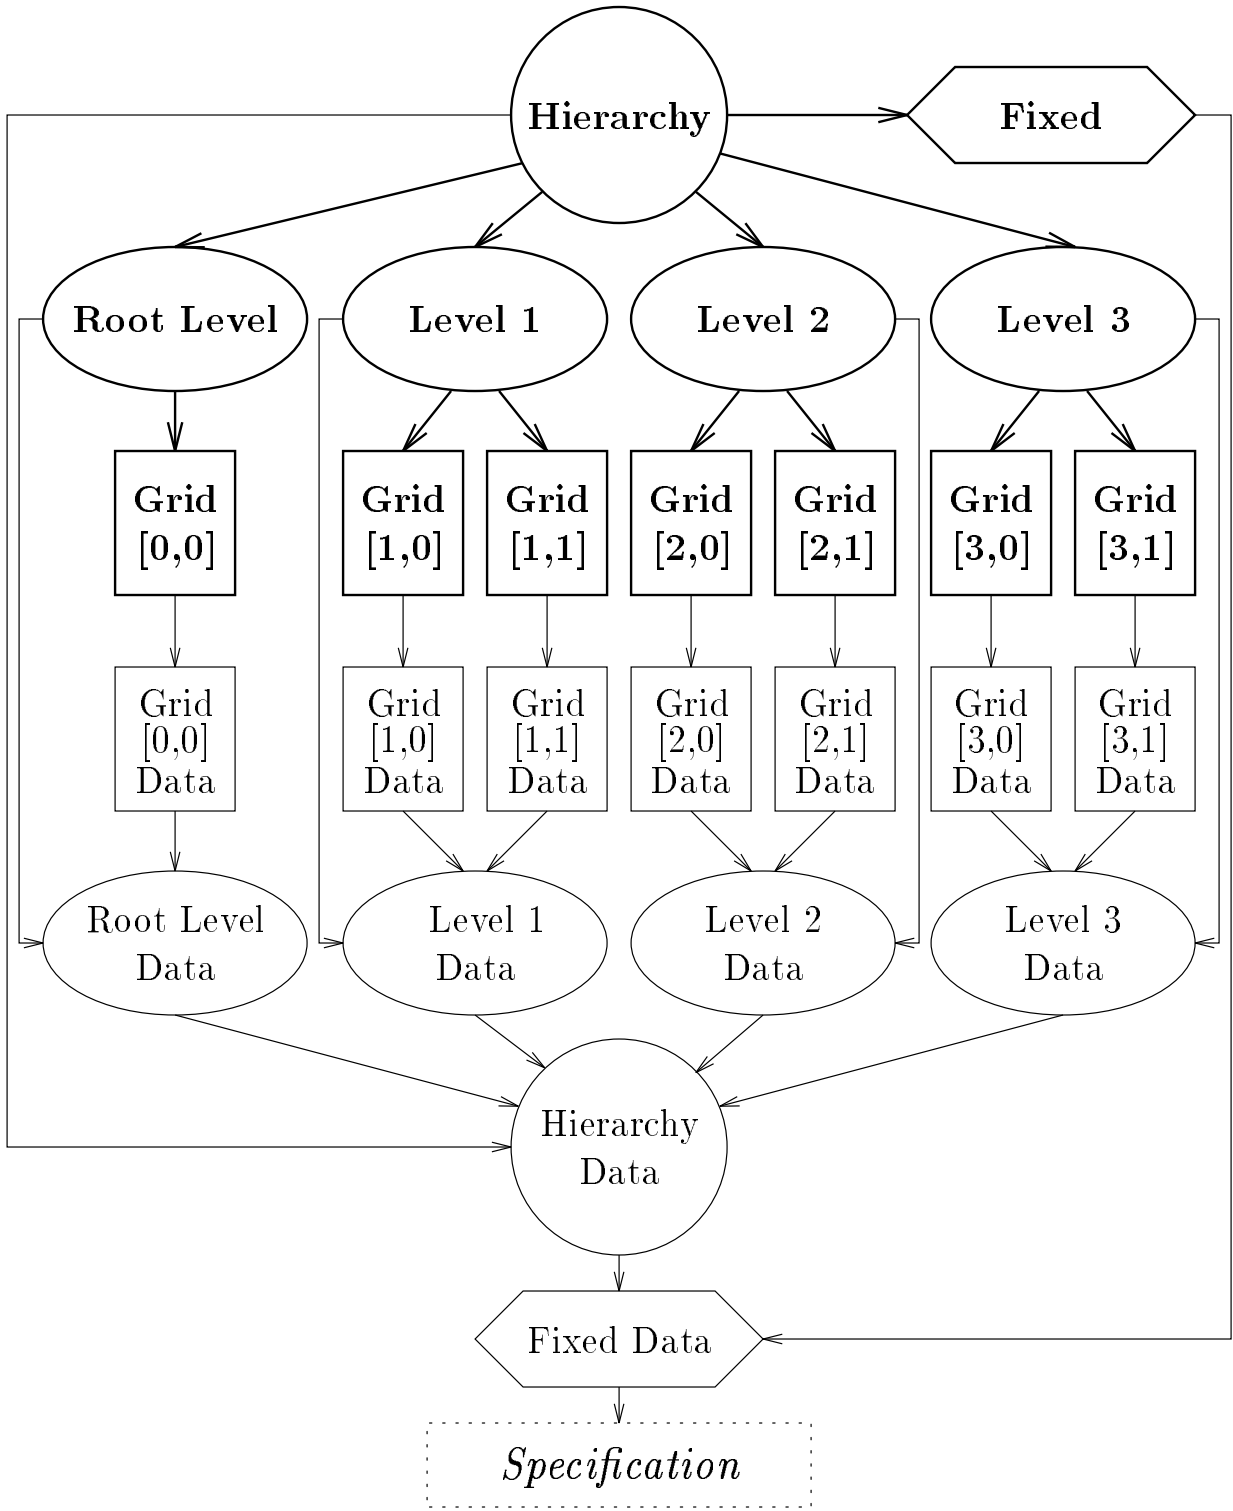 Hierarchy
Fixed
Root Level
Level 1
Level 2
Level 3
Grid
[0,0]
Grid
[1,0]
Grid
[1,1]
Grid
[2,0]
Grid
[2,1]
Grid
[3,0]
Grid
[3,1]
Grid
[0,0]
Data
Grid
[1,0]
Data
Grid
[1,1]
Data
Grid
[2,0]
Data
Grid
[2,1]
Data
Grid
[3,0]
Data
Grid
[3,1]
Data
Root Level
Data
Level 1
Data
Level 2
Data
Level 3
Data
Hierarchy
Data
Fixed Data
Specification